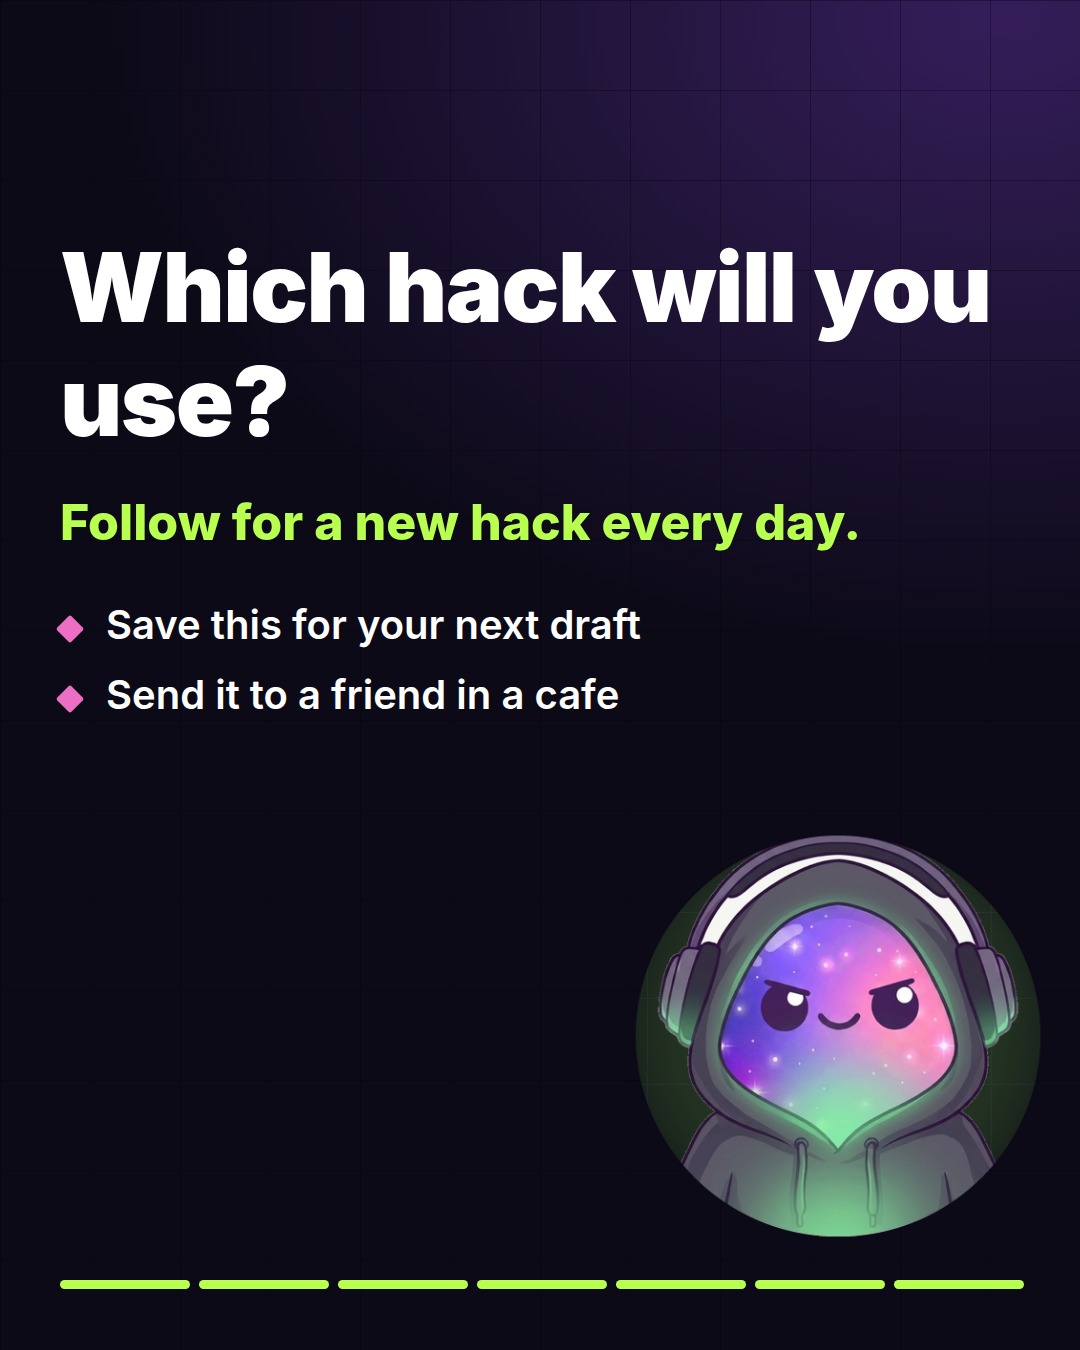 Which hack will you
use?
Follow for a new hack every day.
Save this for your next draft
Send it to a friend in a cafe